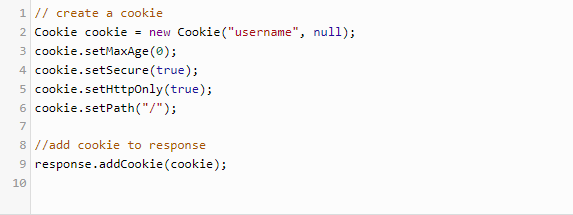 1 // create a cookie
2 Cookie cookie = new Cookie("username", null);
3 cookie.setMaxAge(0);
4 cookie.setSecure(true);
5 cookie.setHttpOnly(true);
6 cookie.setPath("/");
7
8 //add cookie to response
9 response.addCookie(cookie);
10